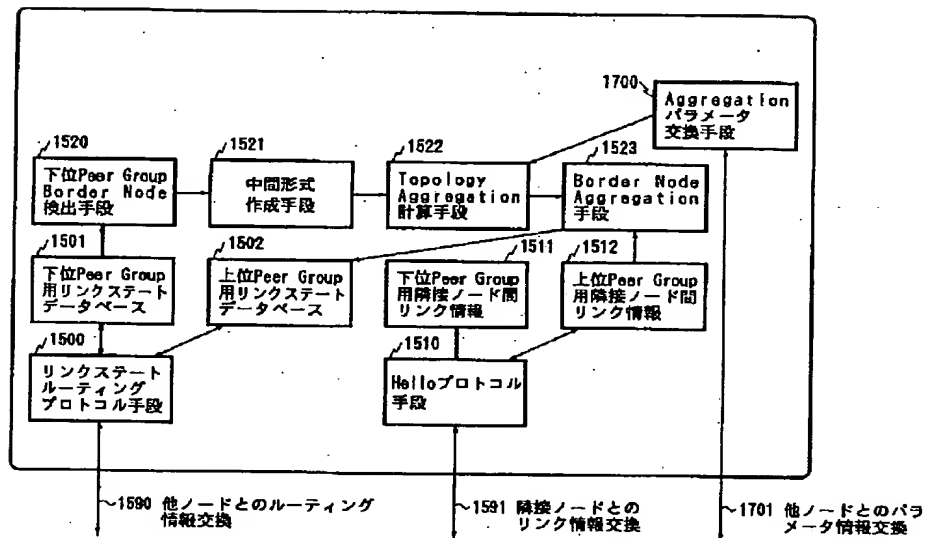 1700
Aggregation
パラメータ
交換手段
1520
下位Peer Group
Border Node
検出手段
1521
中間形式
作成手段
1522
Topology
Aggregation
計算手段
1523
Border Node
Aggregation
手段
1501
下位Peer Group
用リンクステート
データベース
1502
上位Peer Group
用リンクステート
データベース
1511
下位Peer Group
用隣接ノード間
リンク情報
1512
上位Peer Group
用隣接ノード間
リンク情報
1500
リンクステート
ルーティング
プロトコル手段
1510
Helloプロトコル
手段
1590 他ノードとのルーティング
情報交換
1591 隣接ノードとの
リンク情報交換
1701 他ノードとのパラ
メータ情報交換